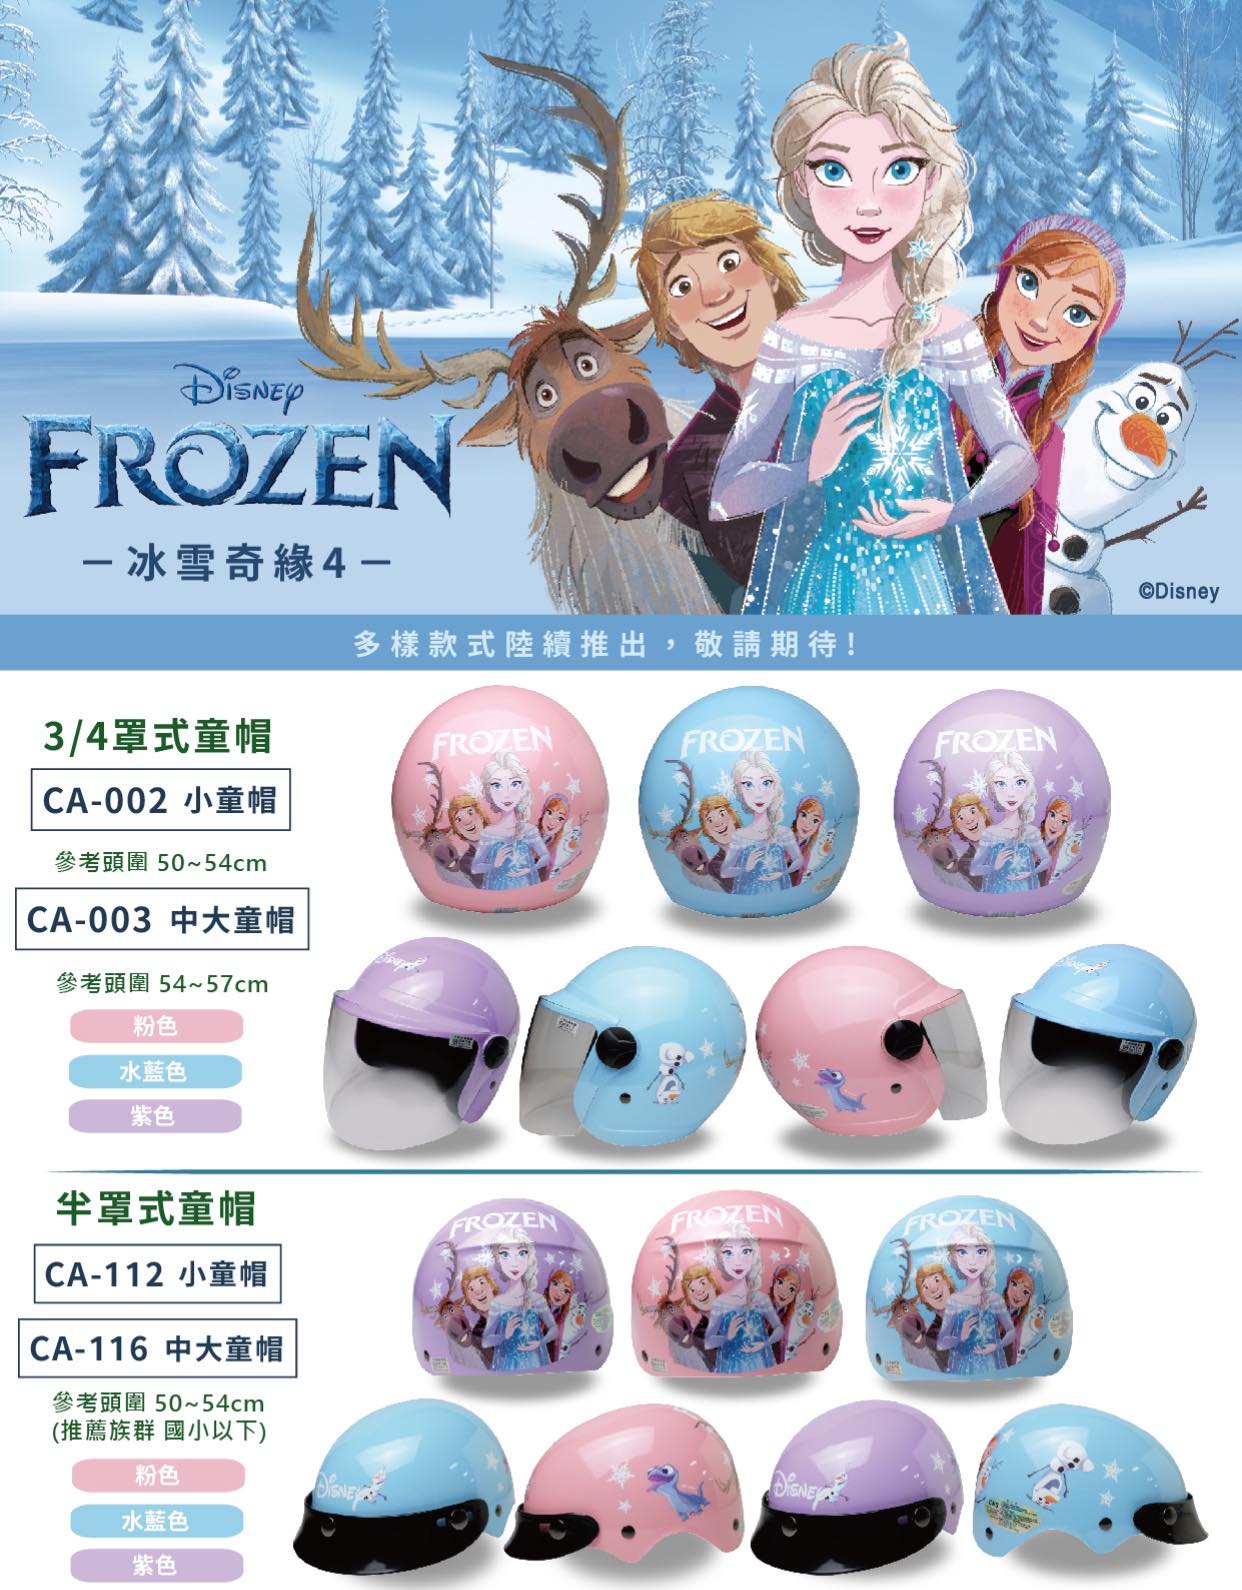 DISNEY
FROZEN
－冰雪奇緣4－
©Disney
多樣款式陸續推出，敬請期待!
3/4罩式童帽
CA-002 小童帽
參考頭圍 50~54cm
CA-003 中大童帽
參考頭圍 54~57cm
粉色
水藍色
紫色
FROZEN
FROZEN
FROZEN
Disney
半罩式童帽
CA-112 小童帽
CA-116 中大童帽
參考頭圍 50~54cm
(推薦族群 國小以下)
粉色
水藍色
紫色
FROZEN
FROZEN
FROZEN
DISNEY
DISNEY